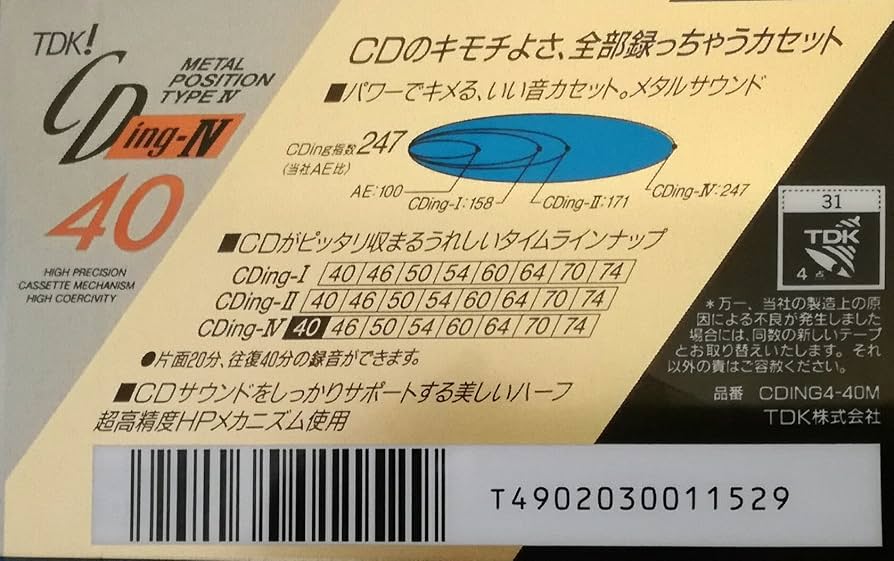 TDK!
CDing-IV
METAL
POSITION
TYPE IV
40
HIGH PRECISION
CASSETTE MECHANISM
HIGH COERCIVITY
CDのキモチよさ、全部録っちゃうカセット
■パワーでキメる、いい音カセット。メタルサウンド
CDing指数247
(当社AE比)
AE:100
CDing-I:158
CDing-II:171
CDing-IV:247
■CDがピッタリ収まるうれしいタイムラインナップ
CDing-I 40 46 50 54 60 64 70 74
CDing-II 40 46 50 54 60 64 70 74
CDing-IV 40 46 50 54 60 64 70 74
●片面20分、往復40分の録音ができます。
■CDサウンドをしっかりサポートする美しいハーフ
超高精度HPメカニズム使用
31
TDK
4 点
*万一、当社の製造上の原
因による不良が発生しました
場合には、同数の新しいテープ
とお取り替えいたします。それ
以外の責はご容赦ください。
品番 CDING4-40M
TDK株式会社
T4902030011529